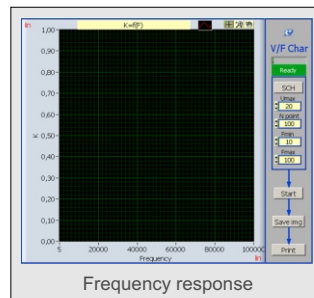 In
K=f(F)
1,00
0,90
0,80
0,70
0,60
0,50
0,40
0,30
0,20
0,10
0,00
K
5
20000
40000
60000
80000
100000
Frequency
In
V/F Char
Ready
SCH
Umax
20
N point
100
Fmin
10
Fmax
100
Start
Save img
Print
Frequency response